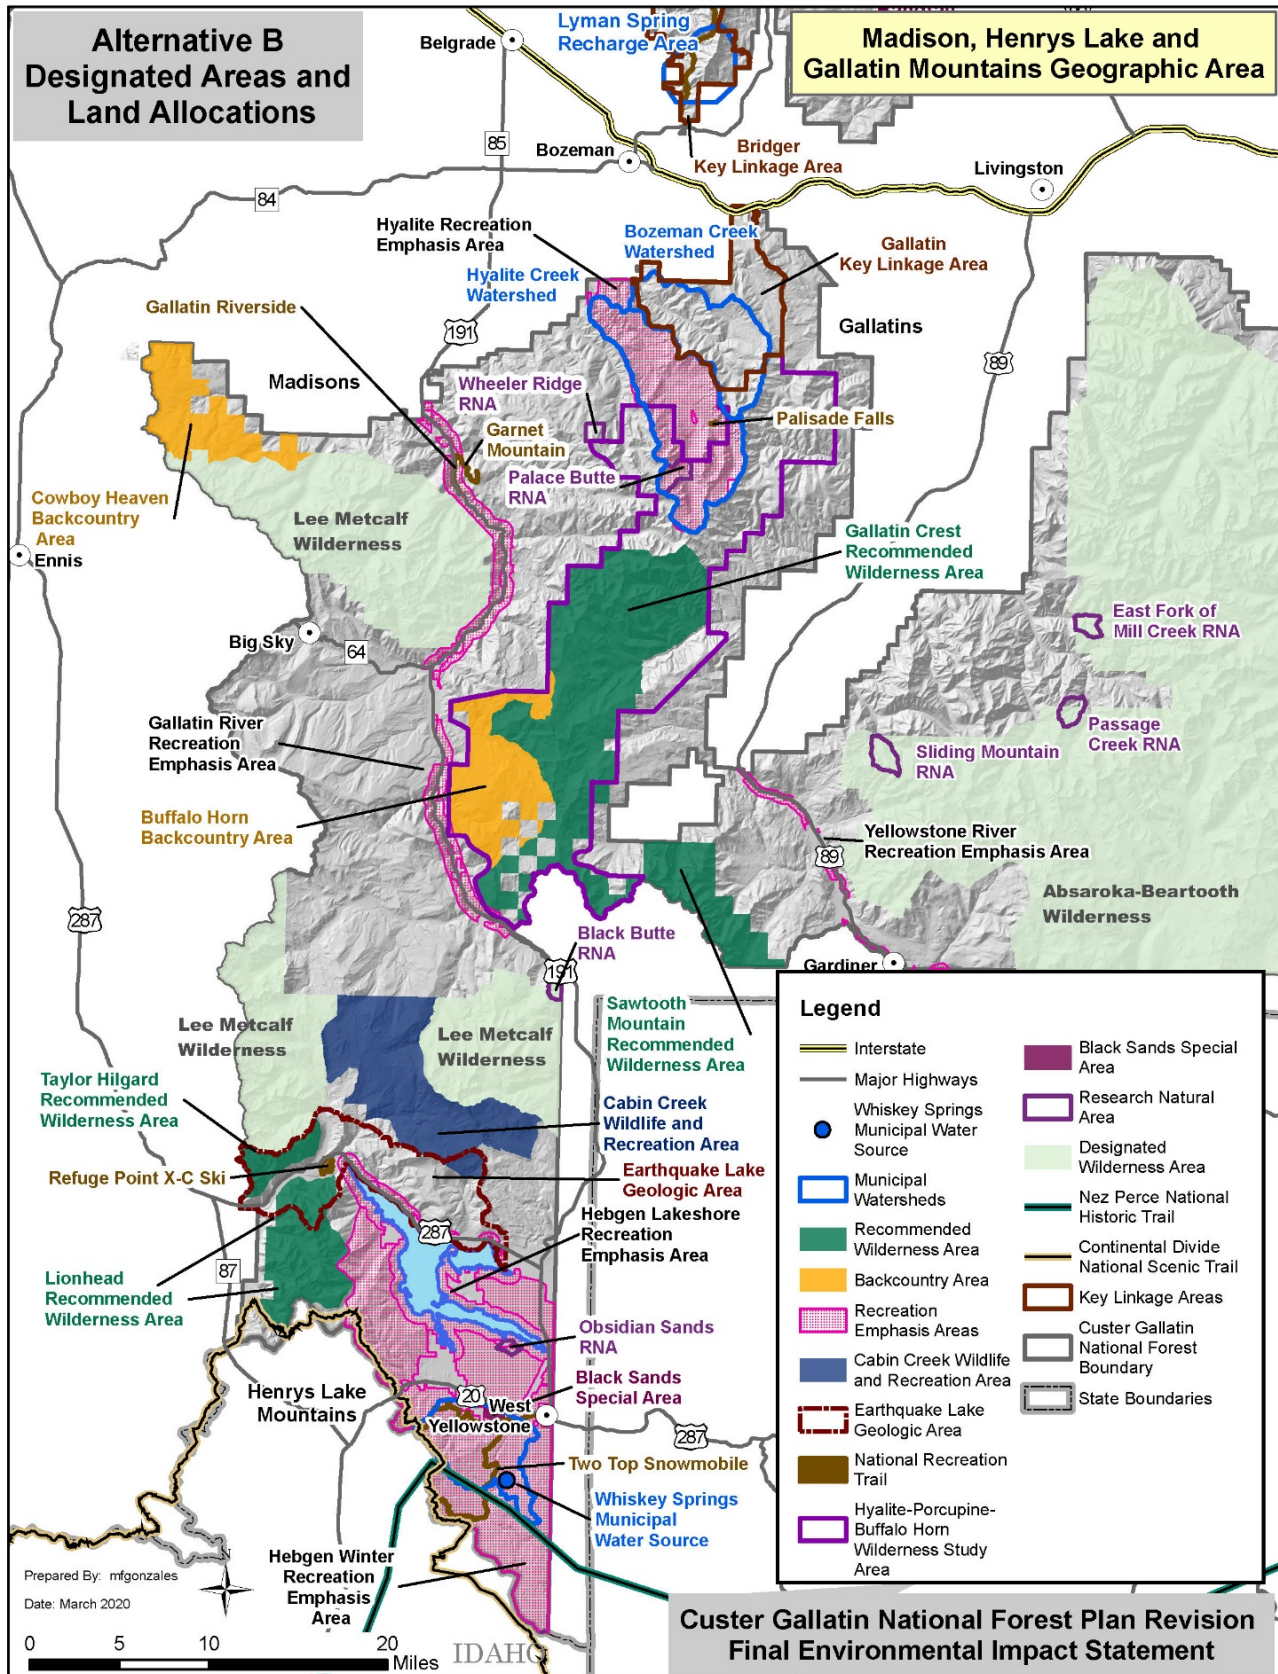 Alternative B
Designated Areas and
Land Allocations
Madison, Henrys Lake and
Gallatin Mountains Geographic Area
Lyman Spring
Recharge Area
Belgrade
85
Bozeman
Bridger
Key Linkage Area
Livingston
84
Hyalite Recreation
Emphasis Area
Bozeman Creek
Watershed
Gallatin
Key Linkage Area
Hyalite Creek
Watershed
Gallatin Riverside
191
Gallatins
89
Madisons
Wheeler Ridge
RNA
Garnet
Mountain
Palisade Falls
Palace Butte
RNA
Cowboy Heaven
Backcountry
Area
Lee Metcalf
Wilderness
Gallatin Crest
Recommended
Wilderness Area
Ennis
East Fork of
Mill Creek RNA
Big Sky
64
Gallatin River
Recreation
Emphasis Area
Passage
Creek RNA
Sliding Mountain
RNA
Buffalo Horn
Backcountry Area
Yellowstone River
Recreation Emphasis Area
89
Absaroka-Beartooth
Wilderness
287
Black Butte
RNA
191
Gardiner
Lee Metcalf
Wilderness
Lee Metcalf
Wilderness
Sawtooth
Mountain
Recommended
Wilderness Area
Taylor Hilgard
Recommended
Wilderness Area
Cabin Creek
Wildlife and
Recreation Area
Refuge Point X-C Ski
Earthquake Lake
Geologic Area
Hebgen Lakeshore
Recreation
Emphasis Area
287
87
Lionhead
Recommended
Wilderness Area
Obsidian Sands
RNA
Black Sands
Special Area
20
West
Yellowstone
Henrys Lake
Mountains
287
Two Top Snowmobile
Whiskey Springs
Municipal
Water Source
Hebgen Winter
Recreation
Emphasis
Area
Legend
Interstate
Major Highways
Whiskey Springs
Municipal Water
Source
Municipal
Watersheds
Recommended
Wilderness Area
Backcountry Area
Recreation
Emphasis Areas
Cabin Creek Wildlife
and Recreation Area
Earthquake Lake
Geologic Area
National Recreation
Trail
Hyalite-Porcupine-
Buffalo Horn
Wilderness Study
Area
Black Sands Special
Area
Research Natural
Area
Designated
Wilderness Area
Nez Perce National
Historic Trail
Continental Divide
National Scenic Trail
Key Linkage Areas
Custer Gallatin
National Forest
Boundary
State Boundaries
Prepared By: mfgonzales
Date: March 2020
N
0 5 10 20
Miles
IDAHO
Custer Gallatin National Forest Plan Revision
Final Environmental Impact Statement